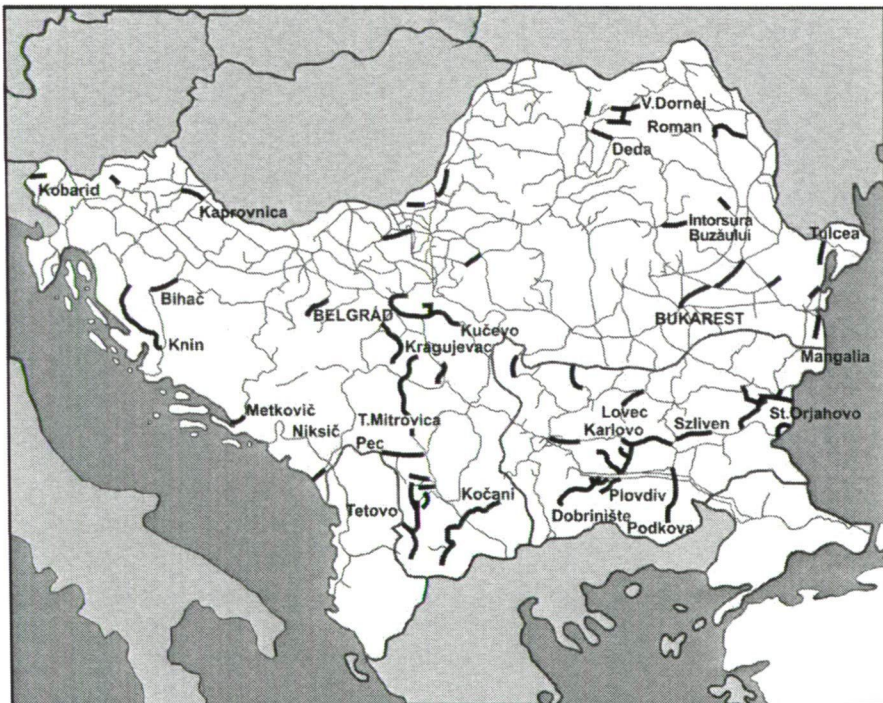 V.Dornei
Roman
Deda
Kobarid
Kaprovnica
Intorsura
Buzăului
Tulcea
Bihač
BELGRÁD
BUKAREST
Kučevo
Knin
Kragujevac
Mangalia
Metkovič
Lovec
St.Orjahovo
T.Mitrovica
Karlovo
Szliven
Niksič
Pec
Kočani
Plovdiv
Tetovo
Dobrinište
Podkova